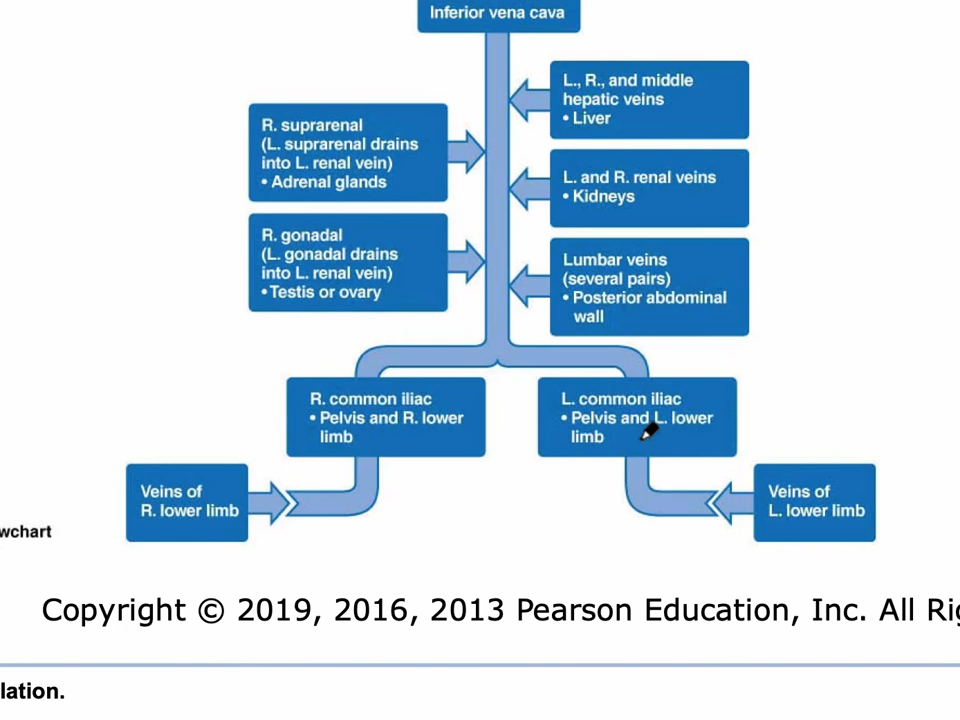 Inferior vena cava
L., R., and middle
hepatic veins
• Liver
R. suprarenal
(L. suprarenal drains
into L. renal vein)
• Adrenal glands
L. and R. renal veins
• Kidneys
R. gonadal
(L. gonadal drains
into L. renal vein)
• Testis or ovary
Lumbar veins
(several pairs)
• Posterior abdominal
wall
R. common iliac
• Pelvis and R. lower
limb
L. common iliac
• Pelvis and L. lower
limb
Veins of
R. lower limb
Veins of
L. lower limb
wchart
Copyright © 2019, 2016, 2013 Pearson Education, Inc. All Rig
lation.